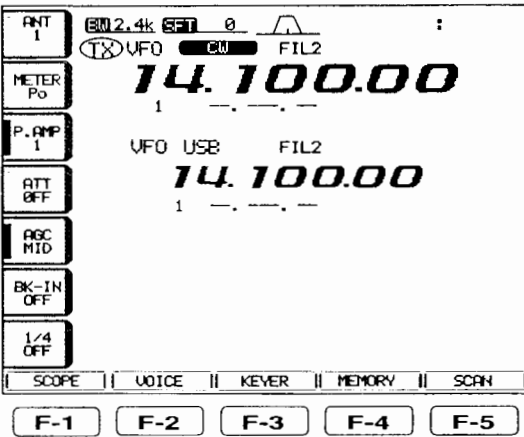 ANT
1
BW 2.4k SFT 0 :
TX VFO CW FIL2
14.100.00
1 --.---.--
METER
Po
P.AMP
1
VFO USB FIL2
14.100.00
1 --.---.--
ATT
OFF
AGC
MID
BK-IN
OFF
1/4
OFF
SCOPE VOICE KEYER MEMORY SCAN
F-1 F-2 F-3 F-4 F-5